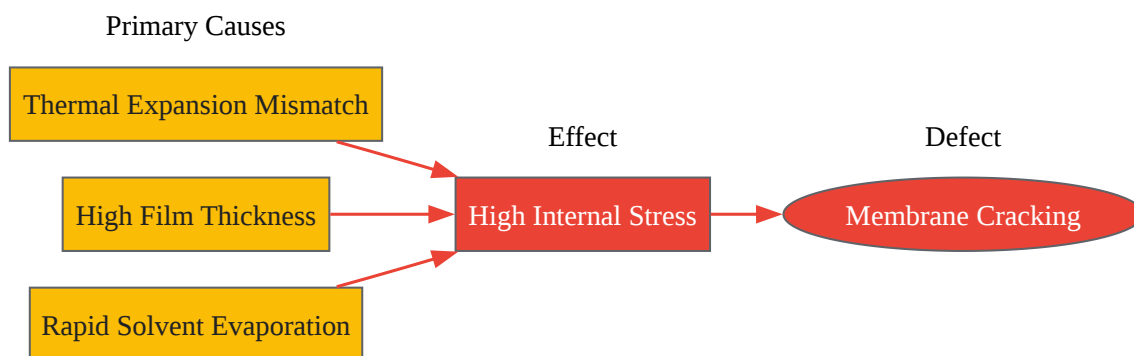 Primary Causes
Thermal Expansion Mismatch
High Film Thickness
Rapid Solvent Evaporation
Effect
High Internal Stress
Defect
Membrane Cracking